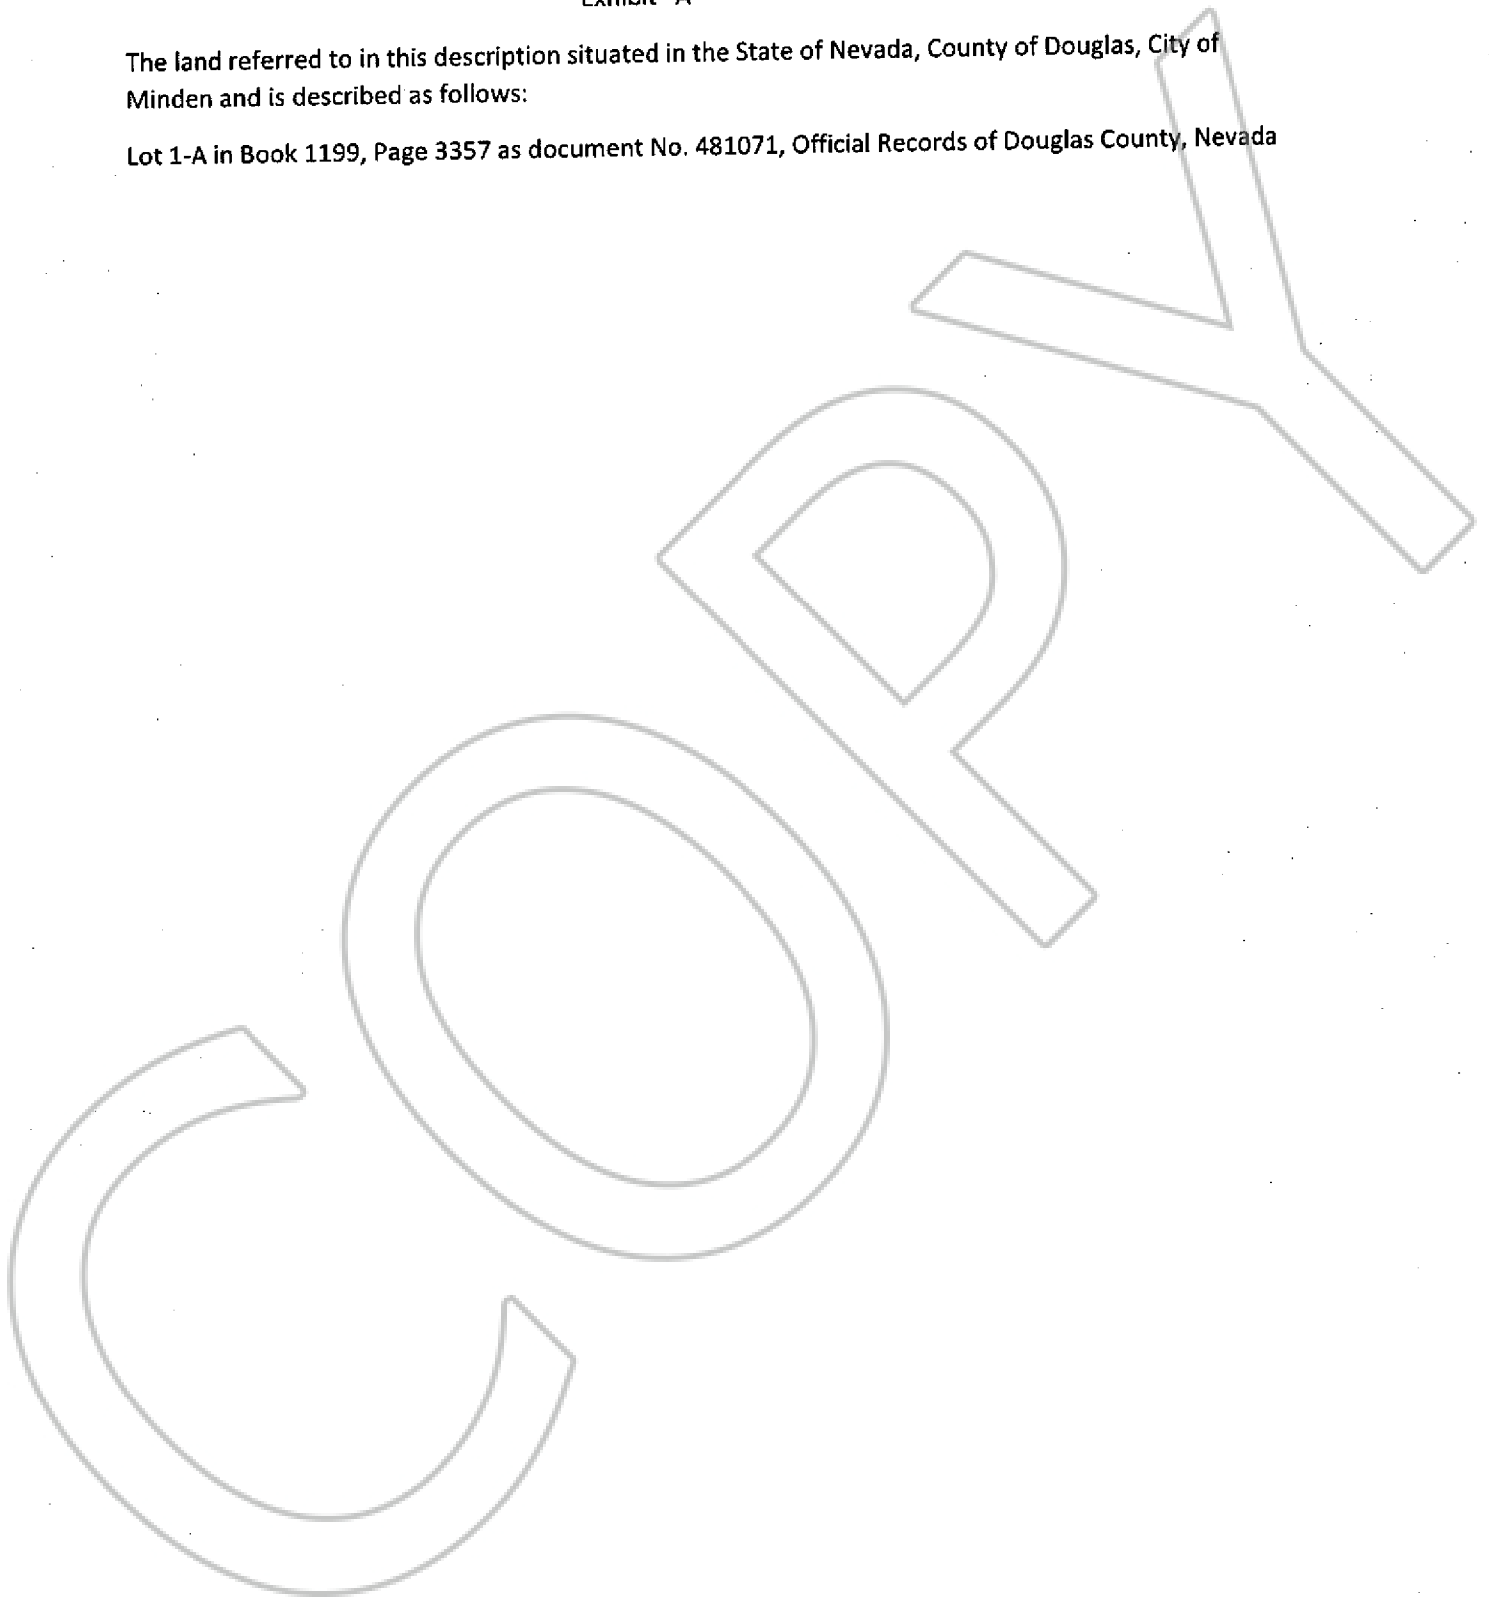 Exhibit "A"
The land referred to in this description situated in the State of Nevada, County of Douglas, City of
Minden and is described as follows:
Lot 1-A in Book 1199, Page 3357 as document No. 481071, Official Records of Douglas County, Nevada
COPY